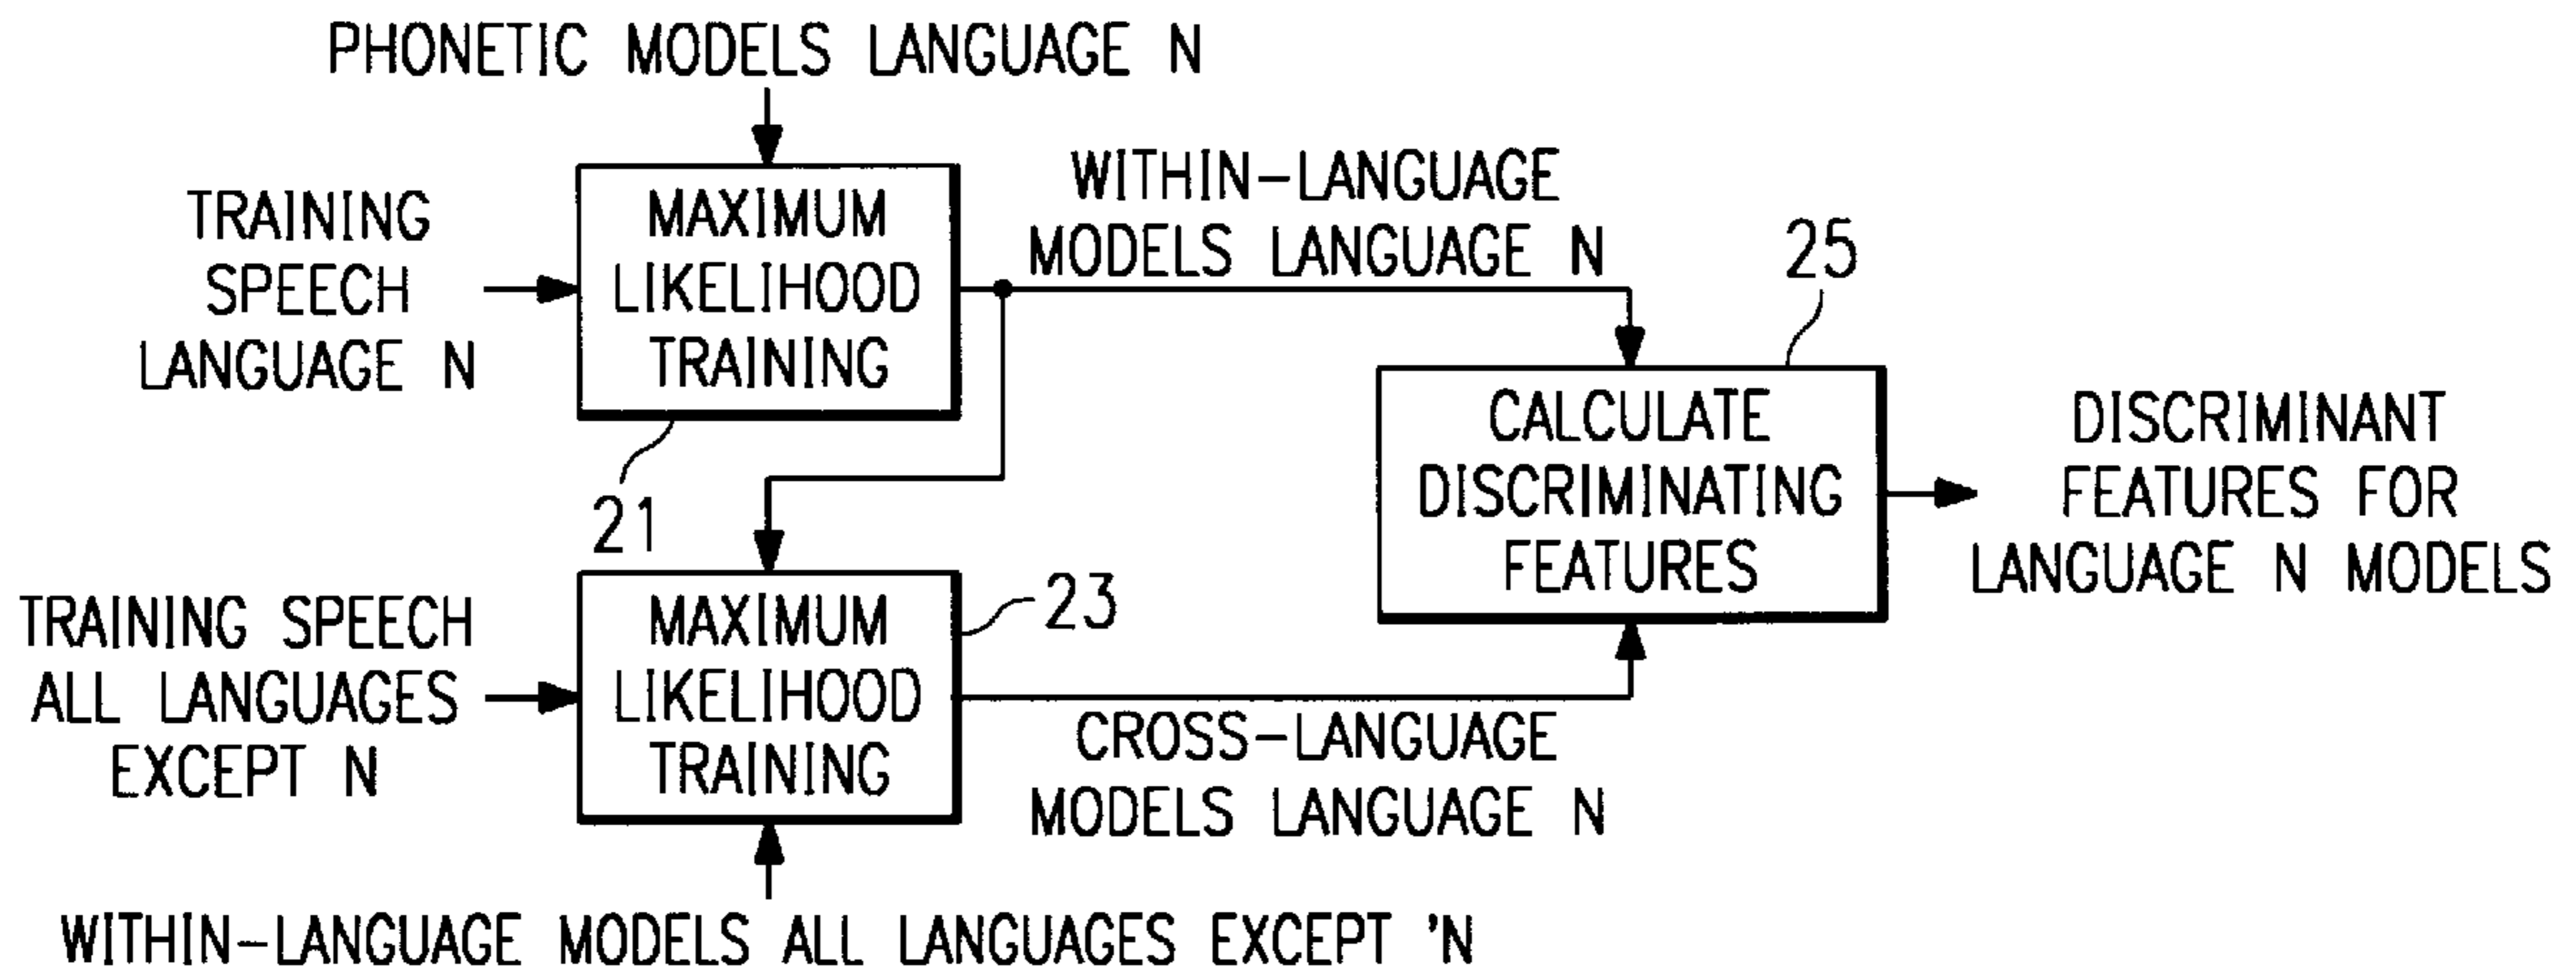 PHONETIC MODELS LANGUAGE N
TRAINING
SPEECH
LANGUAGE N
MAXIMUM
LIKELIHOOD
TRAINING
21
WITHIN-LANGUAGE
MODELS LANGUAGE N
25
CALCULATE
DISCRIMINATING
FEATURES
DISCRIMINANT
FEATURES FOR
LANGUAGE N MODELS
TRAINING SPEECH
ALL LANGUAGES
EXCEPT N
MAXIMUM
LIKELIHOOD
TRAINING
23
CROSS-LANGUAGE
MODELS LANGUAGE N
WITHIN-LANGUAGE MODELS ALL LANGUAGES EXCEPT 'N